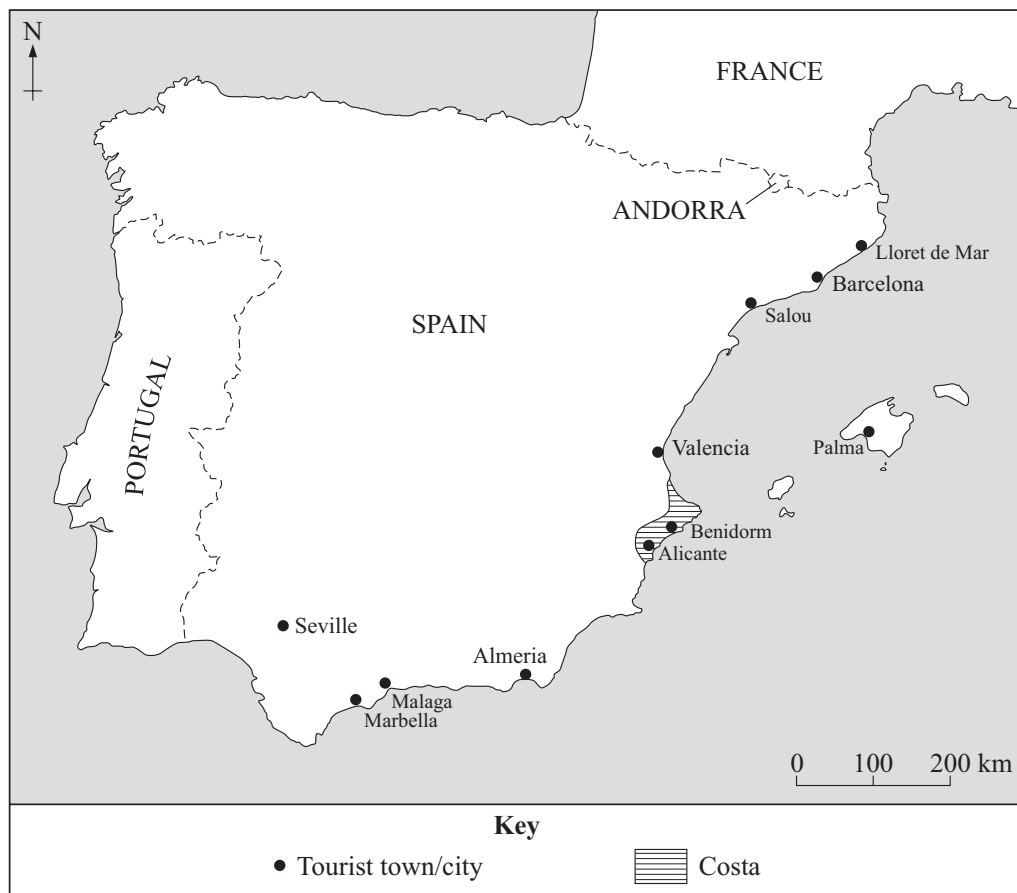 N
FRANCE
ANDORRA
Lloret de Mar
Barcelona
Salou
SPAIN
PORTUGAL
Palma
Valencia
Benidorm
Alicante
Seville
Almeria
Malaga
Marbella
0 100 200 km
Key
Tourist town/city Costa